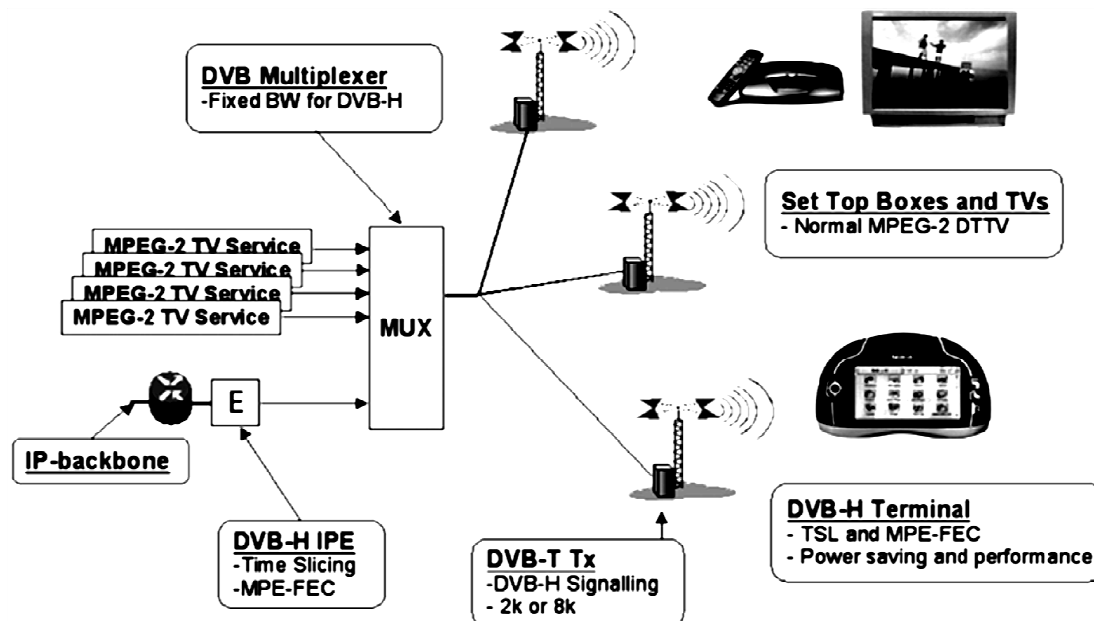 DVB Multiplexer
-Fixed BW for DVB-H
MPEG-2 TV Service
MPEG-2 TV Service
MPEG-2 TV Service
MPEG-2 TV Service
MUX
E
IP-backbone
DVB-H IPE
-Time Slicing
-MPE-FEC
DVB-T Tx
-DVB-H Signalling
- 2k or 8k
Set Top Boxes and TVs
- Normal MPEG-2 DTTV
DVB-H Terminal
- TSL and MPE-FEC
- Power saving and performance